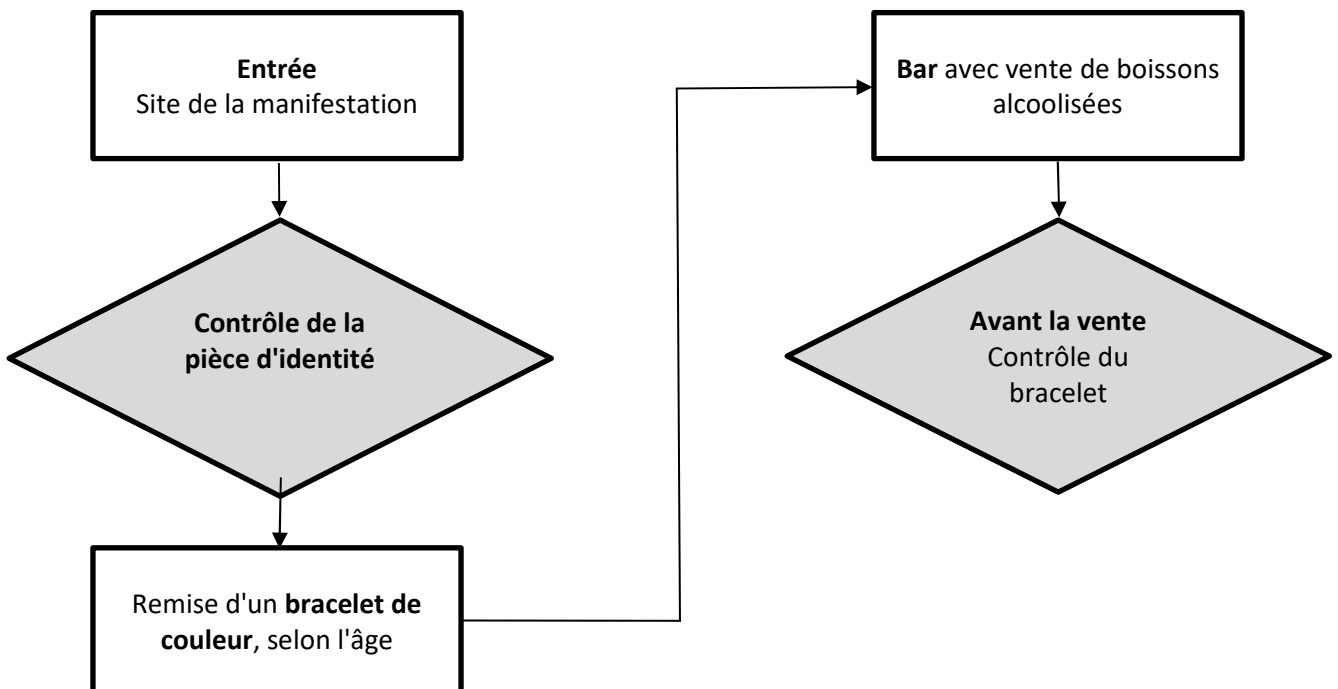 Entrée
Site de la manifestation
Contrôle de la
pièce d'identité
Remise d'un bracelet de
couleur, selon l'âge
Bar avec vente de boissons
alcoolisées
Avant la vente
Contrôle du
bracelet